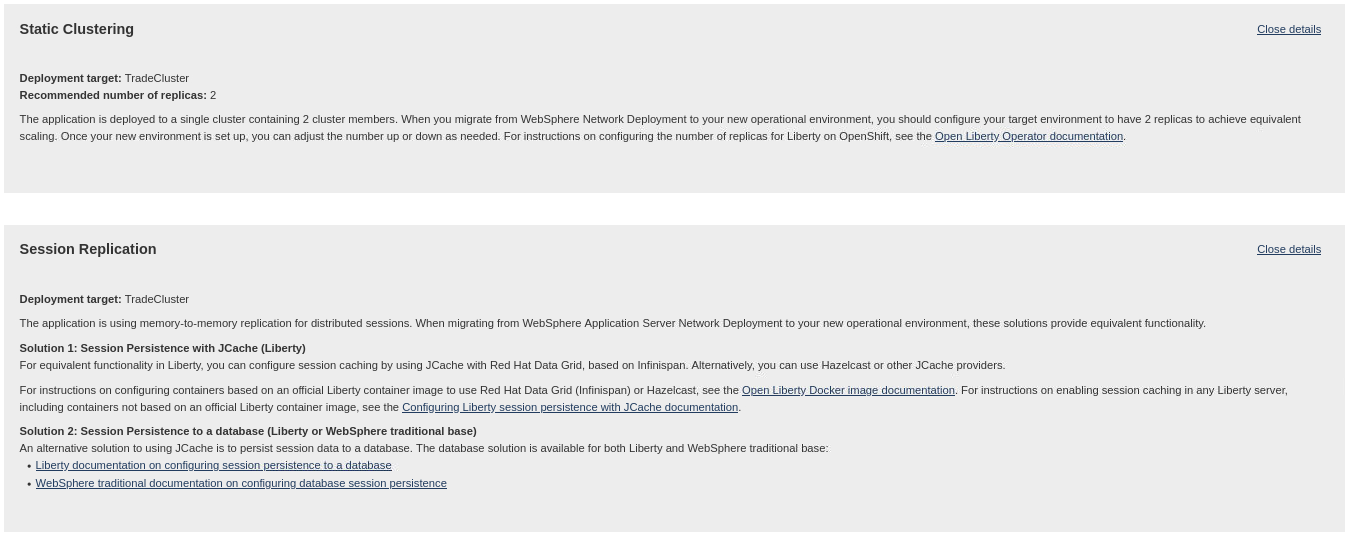 Static Clustering
Close details
Deployment target: TradeCluster
Recommended number of replicas: 2
The application is deployed to a single cluster containing 2 cluster members. When you migrate from WebSphere Network Deployment to your new operational environment, you should configure your target environment to have 2 replicas to achieve equivalent
scaling. Once your new environment is set up, you can adjust the number up or down as needed. For instructions on configuring the number of replicas for Liberty on OpenShift, see the Open Liberty Operator documentation.
Session Replication
Close details
Deployment target: TradeCluster
The application is using memory-to-memory replication for distributed sessions. When migrating from WebSphere Application Server Network Deployment to your new operational environment, these solutions provide equivalent functionality.
Solution 1: Session Persistence with JCache (Liberty)
For equivalent functionality in Liberty, you can configure session caching by using JCache with Red Hat Data Grid, based on Infinispan. Alternatively, you can use Hazelcast or other JCache providers.
For instructions on configuring containers based on an official Liberty container image to use Red Hat Data Grid (Infinispan) or Hazelcast, see the Open Liberty Docker image documentation. For instructions on enabling session caching in any Liberty server,
including containers not based on an official Liberty container image, see the Configuring Liberty session persistence with JCache documentation.
Solution 2: Session Persistence to a database (Liberty or WebSphere traditional base)
An alternative solution to using JCache is to persist session data to a database. The database solution is available for both Liberty and WebSphere traditional base:
• Liberty documentation on configuring session persistence to a database
• WebSphere traditional documentation on configuring database session persistence